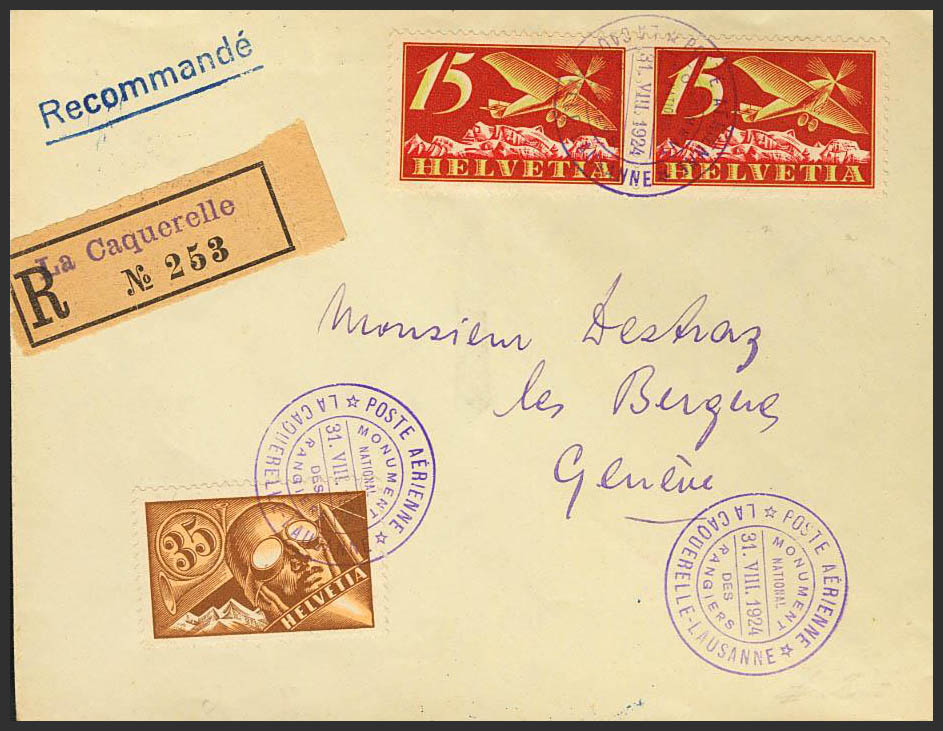 Recommandé
15
HELVETIA
15
HELVETIA
31. VIII. 1924
La Caquerelle
R № 253
Monsieur Destraz
les Bergues
Genève
35
HELVETIA
POSTE AÉRIENNE
LA CAQUERELLE-LAUSANNE
MONUMENT
NATIONAL
31. VIII.
DES
RANGIERS
POSTE AÉRIENNE
LA CAQUERELLE-LAUSANNE
MONUMENT
NATIONAL
31. VIII. 1924
DES
RANGIERS